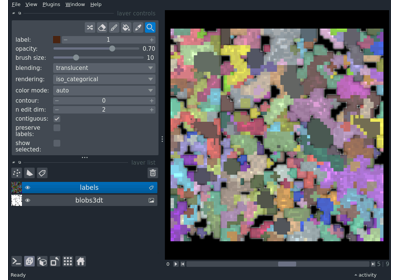 File View Plugins Window Help
layer controls
label: 1
opacity: 0.70
brush size: 10
blending: translucent
rendering: iso_categorical
color mode: auto
contour: 0
n edit dim: 2
contiguous:
preserve
labels:
show
selected:
layer list
labels
blobs3dt
Ready
activity